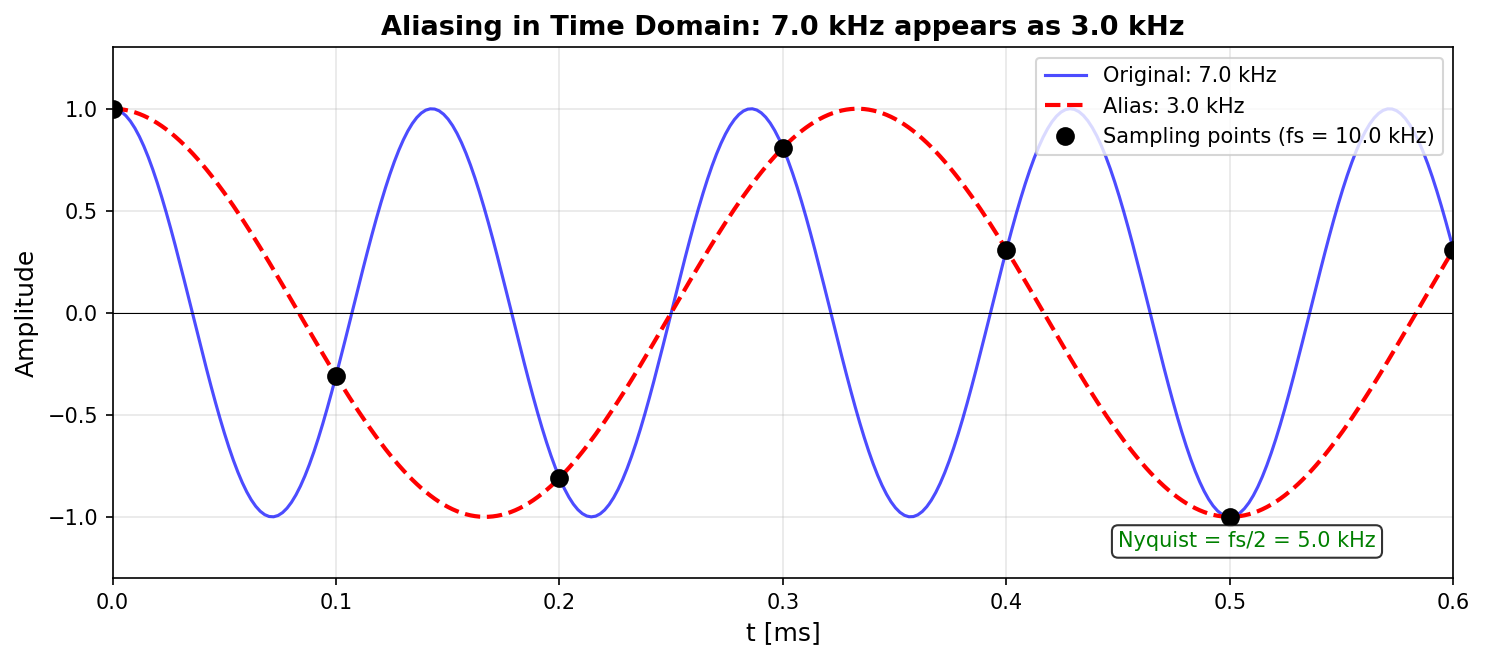 Aliasing in Time Domain: 7.0 kHz appears as 3.0 kHz
Original: 7.0 kHz
Alias: 3.0 kHz
Sampling points (fs = 10.0 kHz)
1.0
0.5
0.0
−0.5
−1.0
Amplitude
Nyquist = fs/2 = 5.0 kHz
0.0 0.1 0.2 0.3 0.4 0.5 0.6
t [ms]